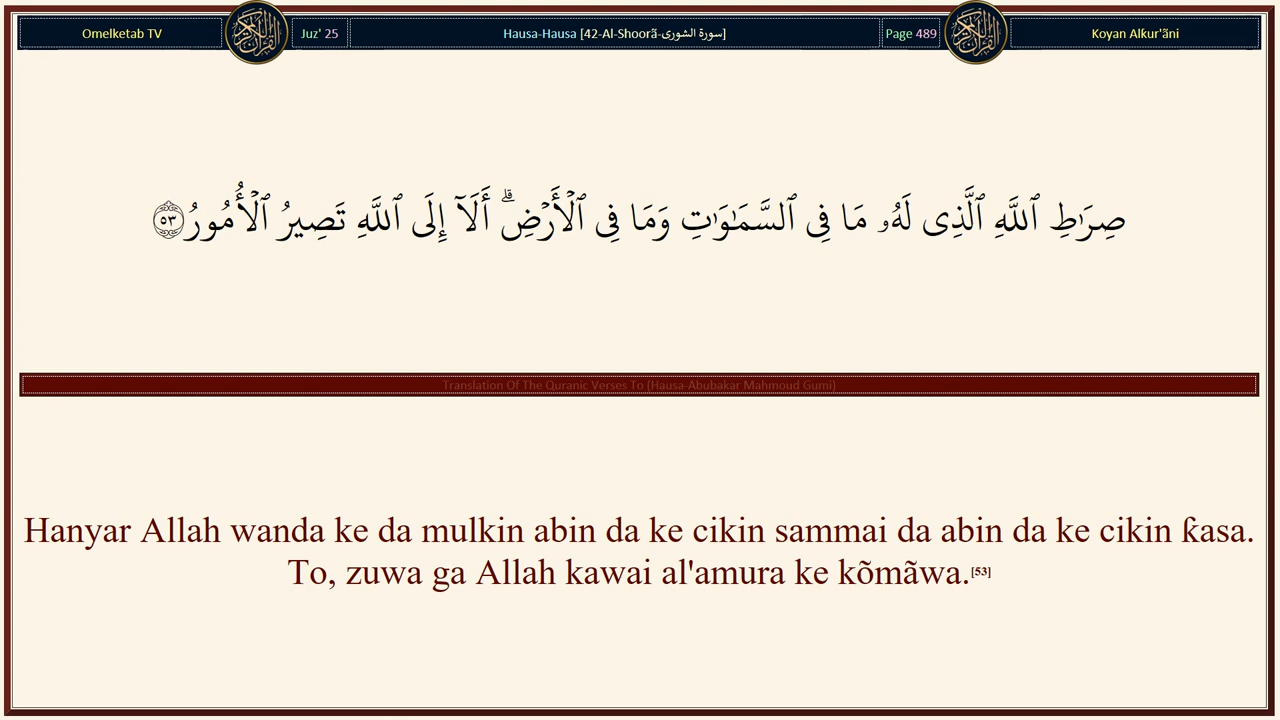 Omelketab TV
Juz' 25
Hausa-Hausa [42-Al-Shoorã-سورة الشورى]
Page 489
Koyan Alƙur'ãni
صِرَٰطِ ٱللَّهِ ٱلَّذِى لَهُۥ مَا فِى ٱلسَّمَـٰوَٰتِ وَمَا فِى ٱلْأَرْضِ ۗ أَلَآ إِلَى ٱللَّهِ تَصِيرُ ٱلْأُمُورُ ٥٣
Translation Of The Quranic Verses To (Hausa-Abubakar Mahmoud Gumi)
Hanyar Allah wanda ke da mulkin abin da ke cikin sammai da abin da ke cikin ƙasa.
To, zuwa ga Allah kawai al'amura ke kõmãwa.[53]